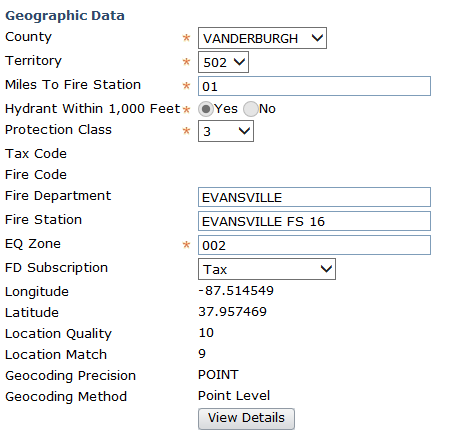 Geographic Data
County * VANDERBURGH
Territory * 502
Miles To Fire Station * 01
Hydrant Within 1,000 Feet * Yes No
Protection Class * 3
Tax Code
Fire Code
Fire Department EVANSVILLE
Fire Station EVANSVILLE FS 16
EQ Zone * 002
FD Subscription Tax
Longitude -87.514549
Latitude 37.957469
Location Quality 10
Location Match 9
Geocoding Precision POINT
Geocoding Method Point Level
View Details